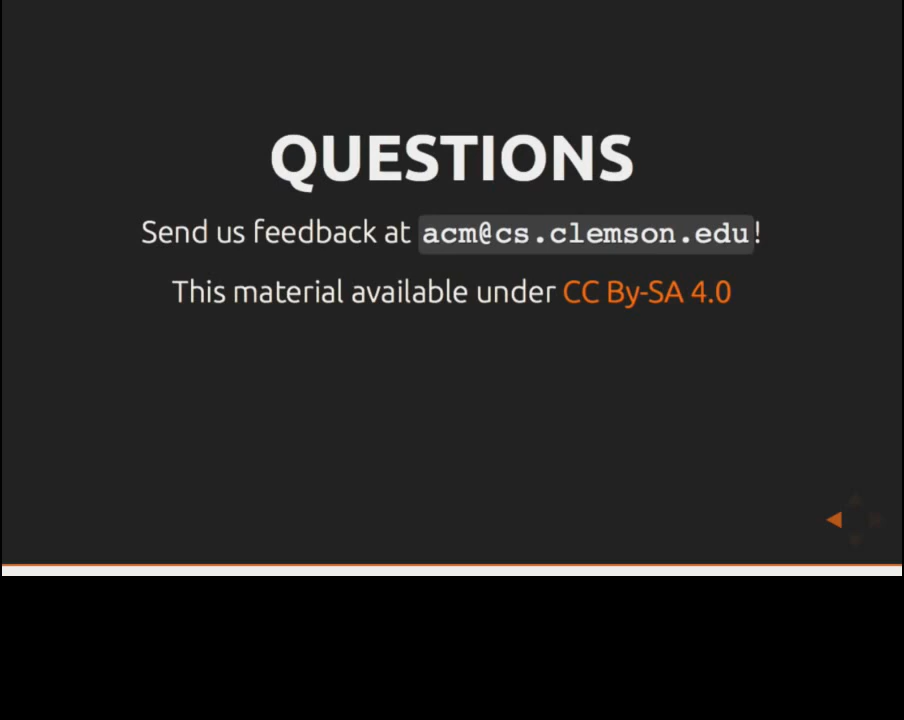 QUESTIONS
Send us feedback at acm@cs.clemson.edu!
This material available under CC By-SA 4.0